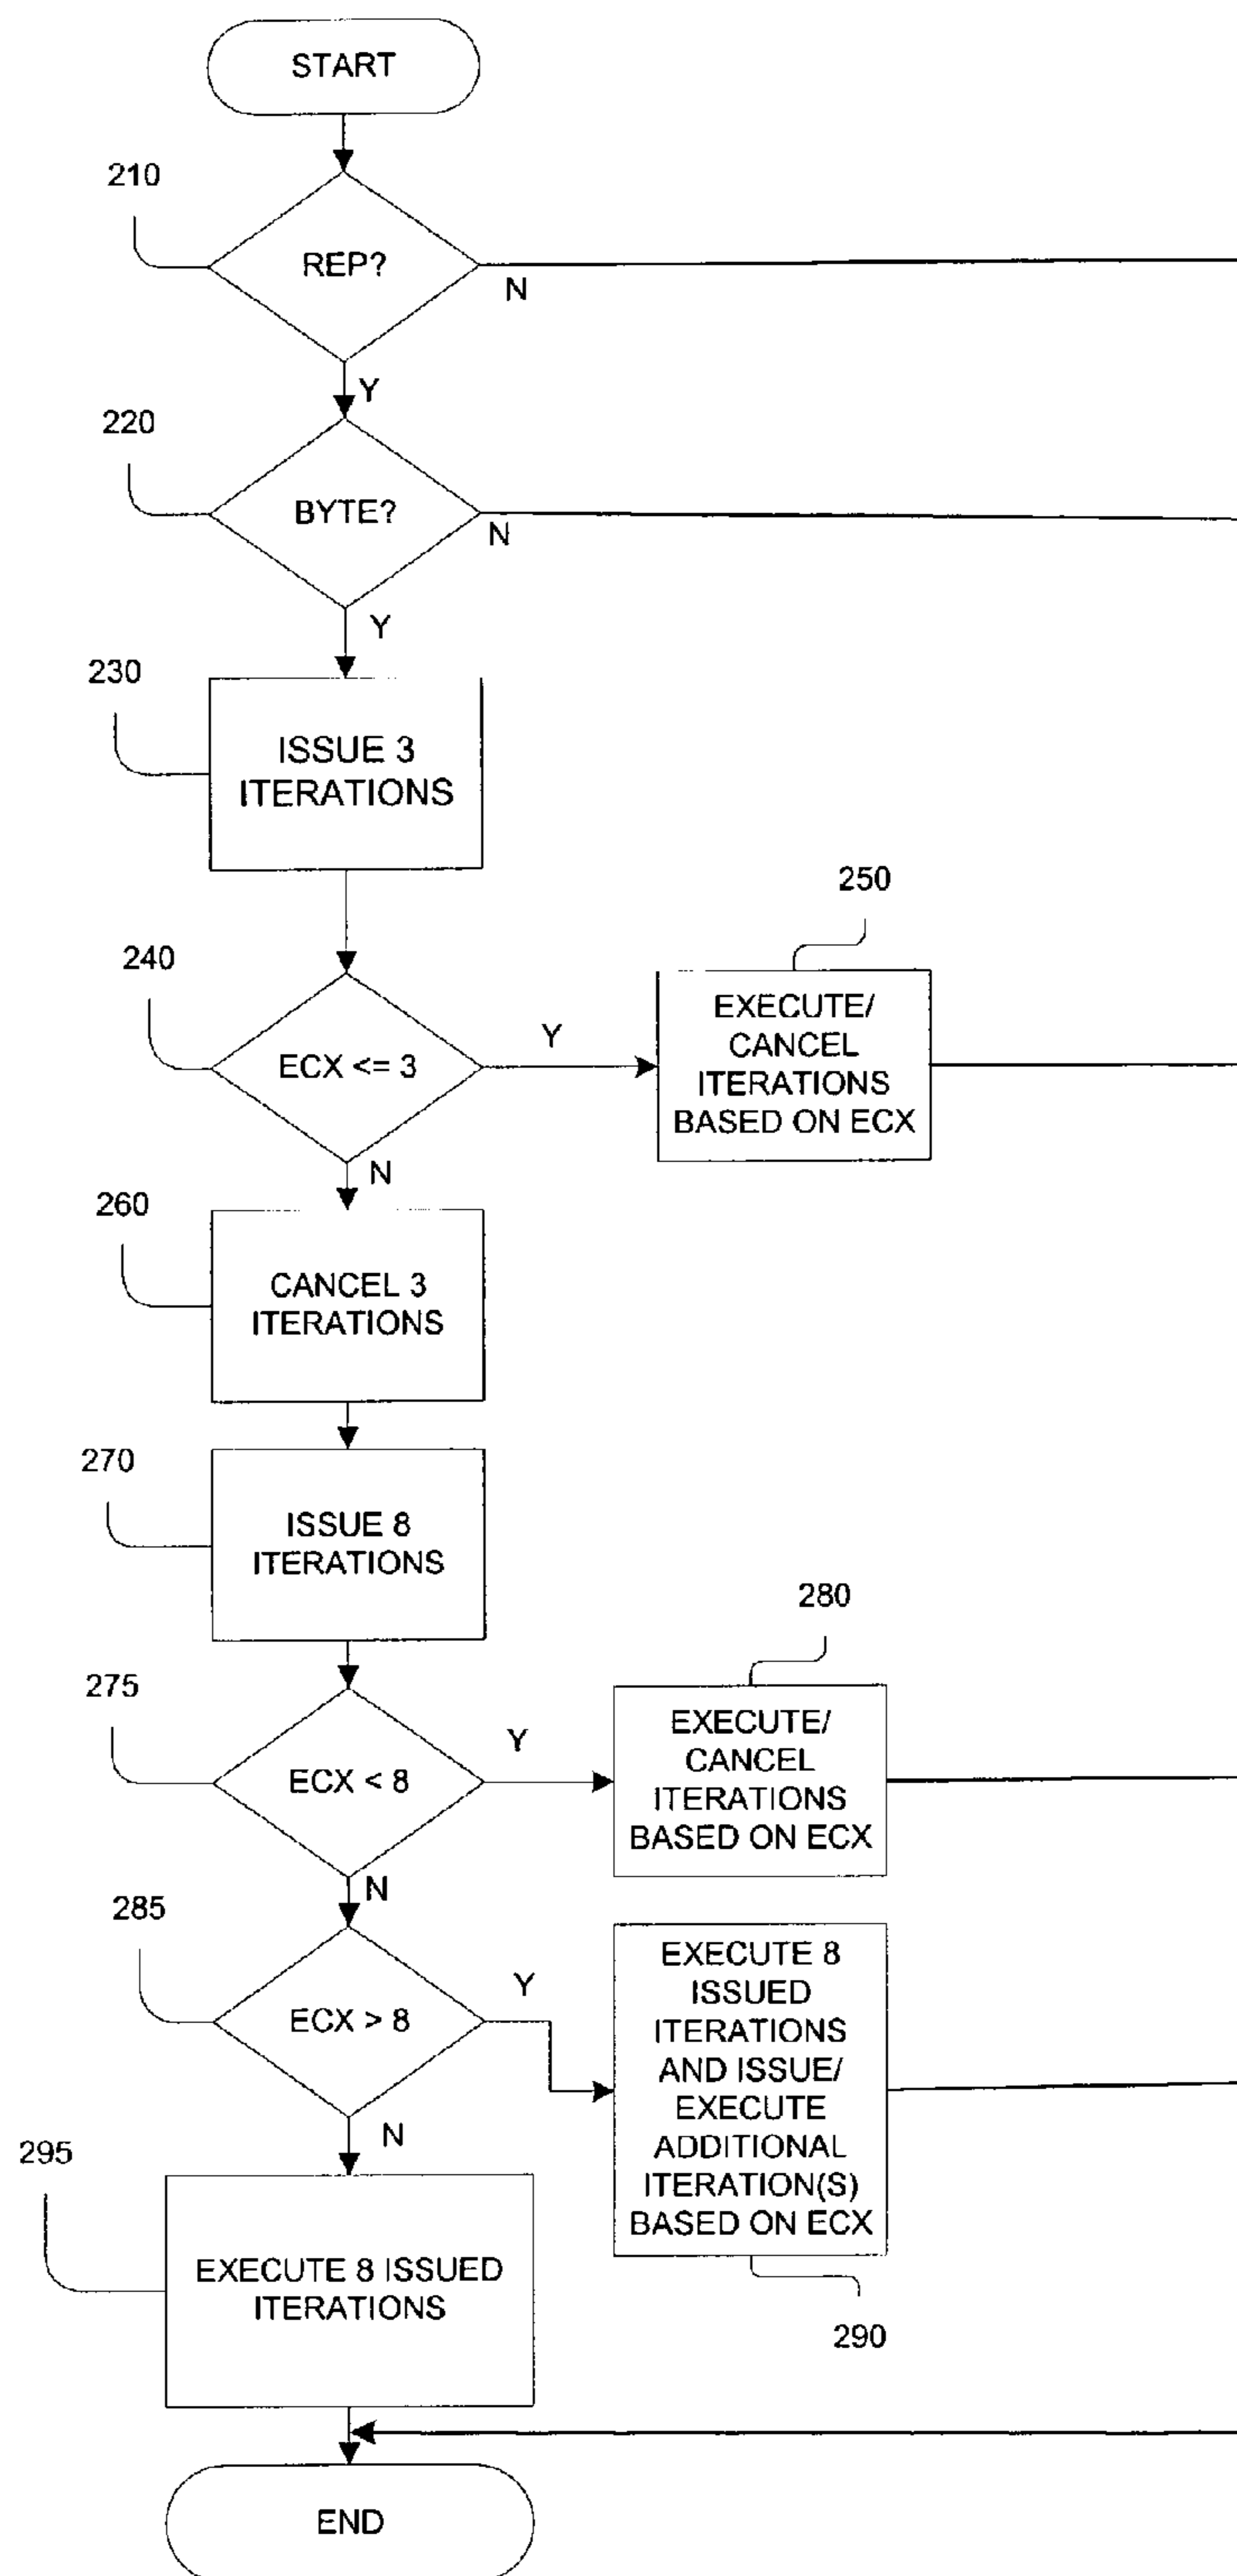 START
210
REP?
N
Y
220
BYTE?
N
Y
230
ISSUE 3
ITERATIONS
250
240
ECX <= 3
Y
EXECUTE/
CANCEL
ITERATIONS
BASED ON ECX
N
260
CANCEL 3
ITERATIONS
270
ISSUE 8
ITERATIONS
280
275
ECX < 8
Y
EXECUTE/
CANCEL
ITERATIONS
BASED ON ECX
N
285
ECX > 8
Y
EXECUTE 8
ISSUED
ITERATIONS
AND ISSUE/
EXECUTE
ADDITIONAL
ITERATION(S)
BASED ON ECX
N
295
EXECUTE 8 ISSUED
ITERATIONS
290
END